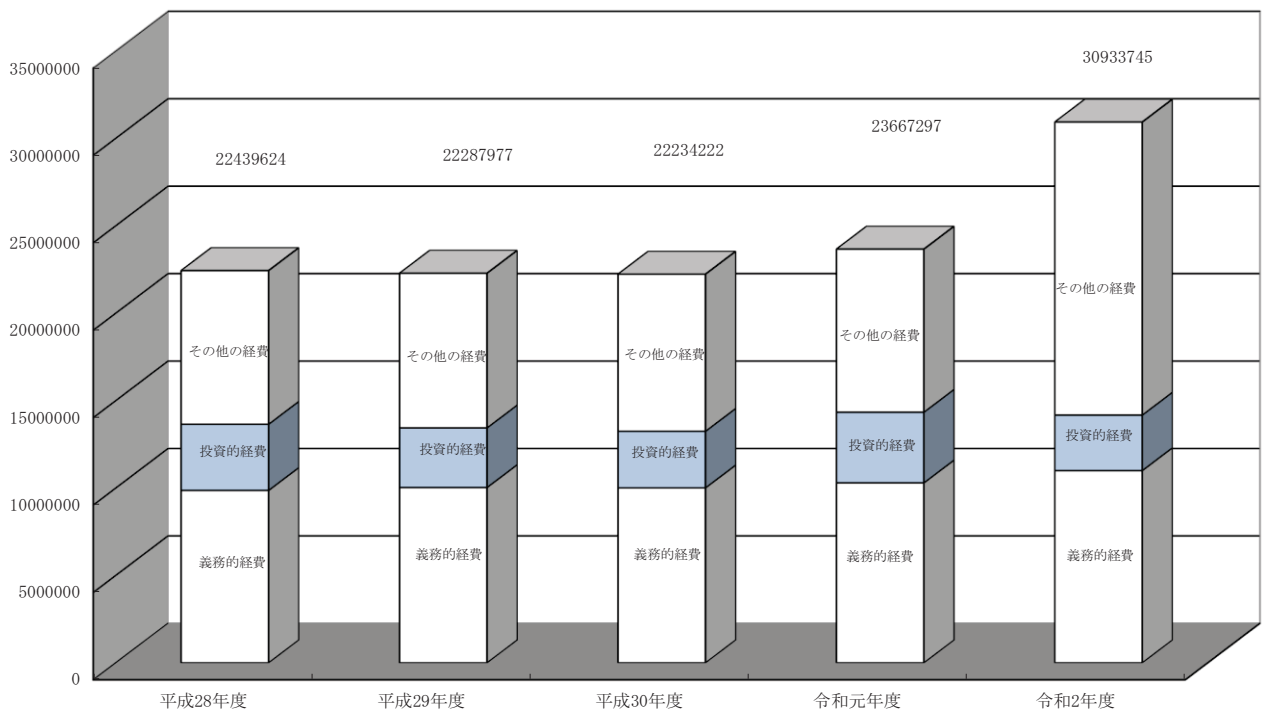 35000000
30000000
25000000
20000000
15000000
10000000
5000000
0
22439624
22287977
22234222
23667297
30933745
その他の経費
その他の経費
その他の経費
その他の経費
その他の経費
投資的経費
投資的経費
投資的経費
投資的経費
投資的経費
義務的経費
義務的経費
義務的経費
義務的経費
義務的経費
平成28年度
平成29年度
平成30年度
令和元年度
令和2年度